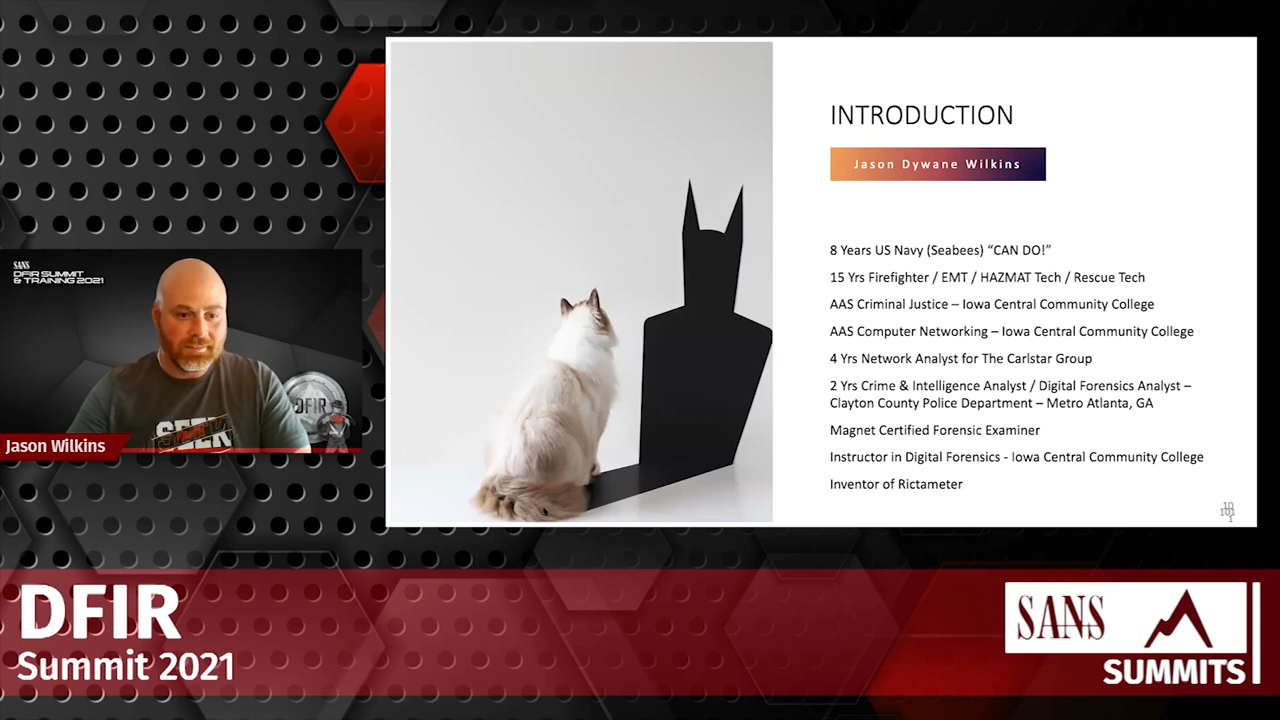 INTRODUCTION
Jason Dywane Wilkins
8 Years US Navy (Seabees) “CAN DO!”
15 Yrs Firefighter / EMT / HAZMAT Tech / Rescue Tech
AAS Criminal Justice – Iowa Central Community College
AAS Computer Networking – Iowa Central Community College
4 Yrs Network Analyst for The Carlstar Group
2 Yrs Crime & Intelligence Analyst / Digital Forensics Analyst –
Clayton County Police Department – Metro Atlanta, GA
Magnet Certified Forensic Examiner
Instructor in Digital Forensics - Iowa Central Community College
Inventor of Rictameter
SANS
DFIR SUMMIT
& TRAINING 2021
DFIR
SEEK
Jason Wilkins
DFIR
Summit 2021
SANS
SUMMITS